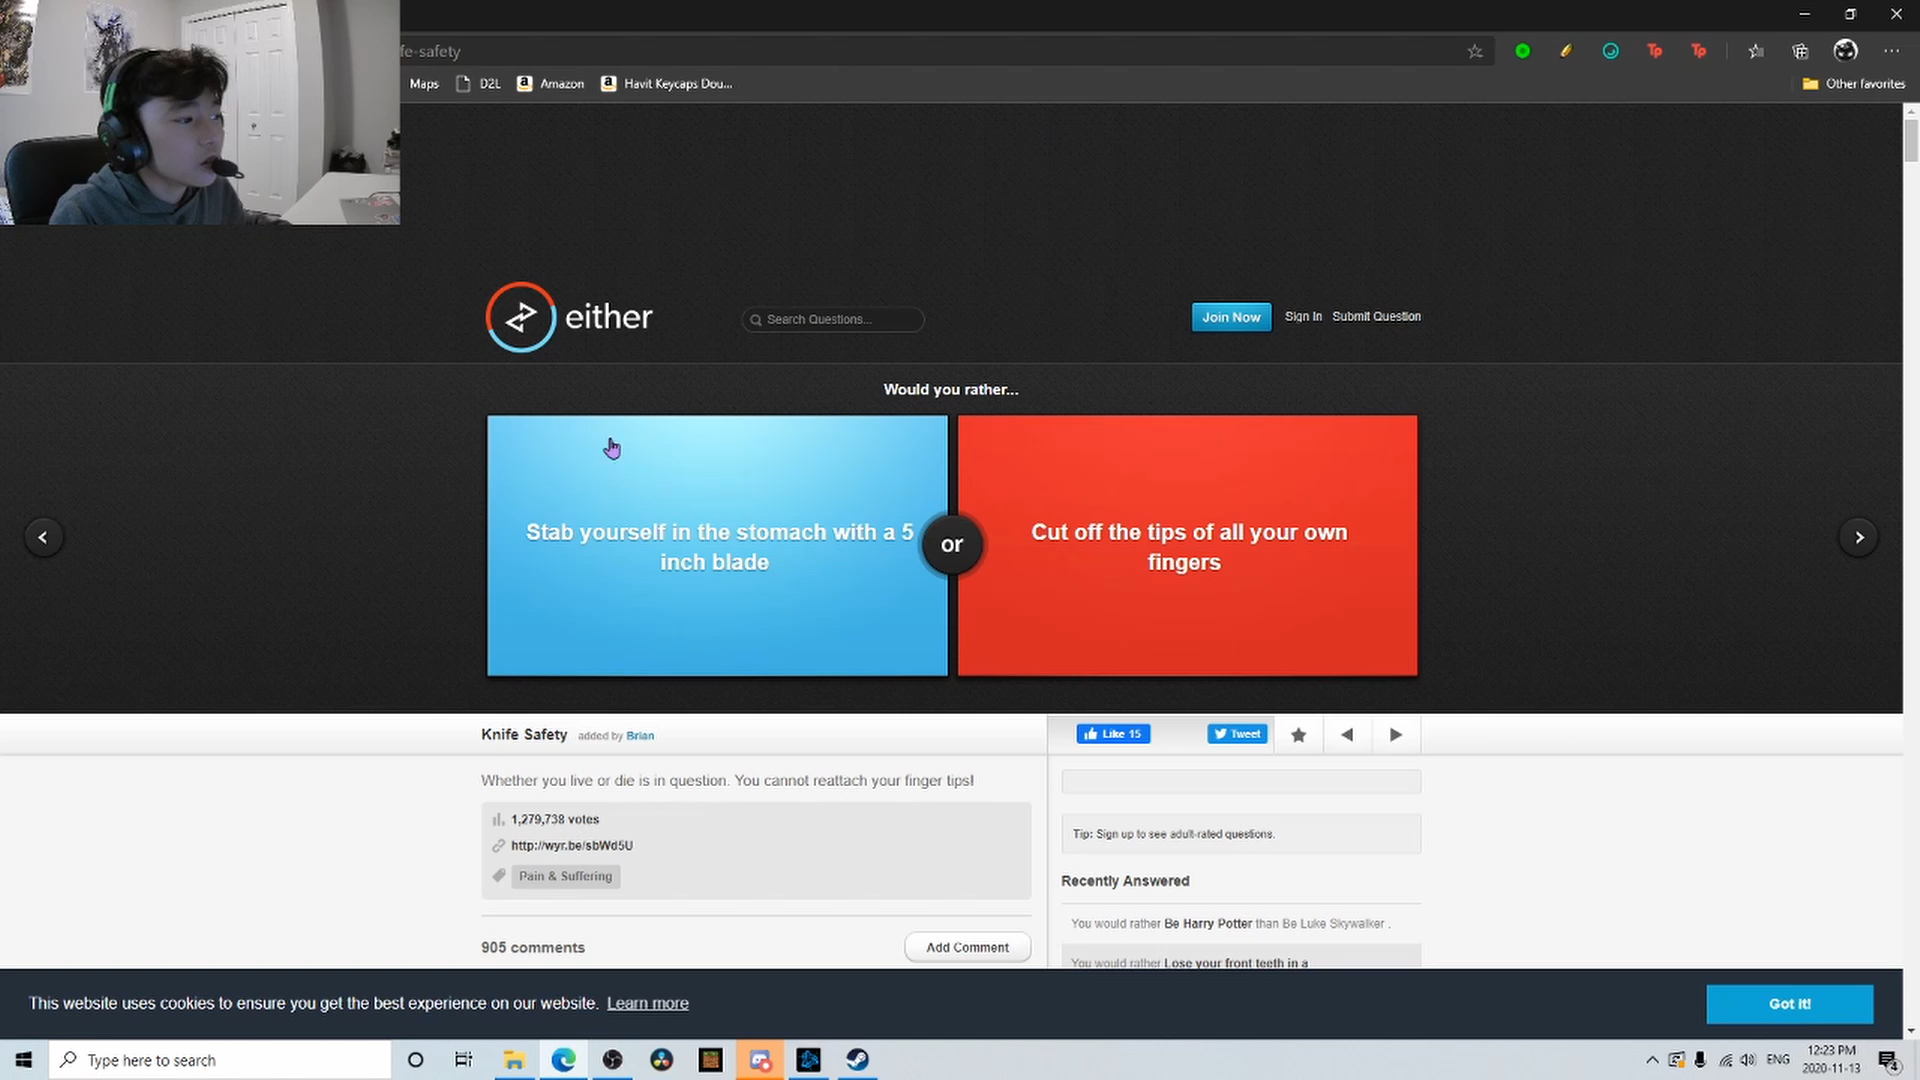 fe-safety
Maps D2L Amazon Havit Keycaps Dou... Other favorites
either Search Questions... Join Now Sign In Submit Question
Would you rather...
Stab yourself in the stomach with a 5
inch blade
or
Cut off the tips of all your own
fingers
Knife Safety added by Brian
Like 15 Tweet
Whether you live or die is in question. You cannot reattach your finger tips!
1,279,738 votes
http://wyr.be/sbWd5U
Pain & Suffering
905 comments Add Comment
Tip: Sign up to see adult-rated questions.
Recently Answered
You would rather Be Harry Potter than Be Luke Skywalker .
You would rather Lose your front teeth in a
This website uses cookies to ensure you get the best experience on our website. Learn more Got It!
Type here to search
ENG 12:23 PM
2020-11-13
4